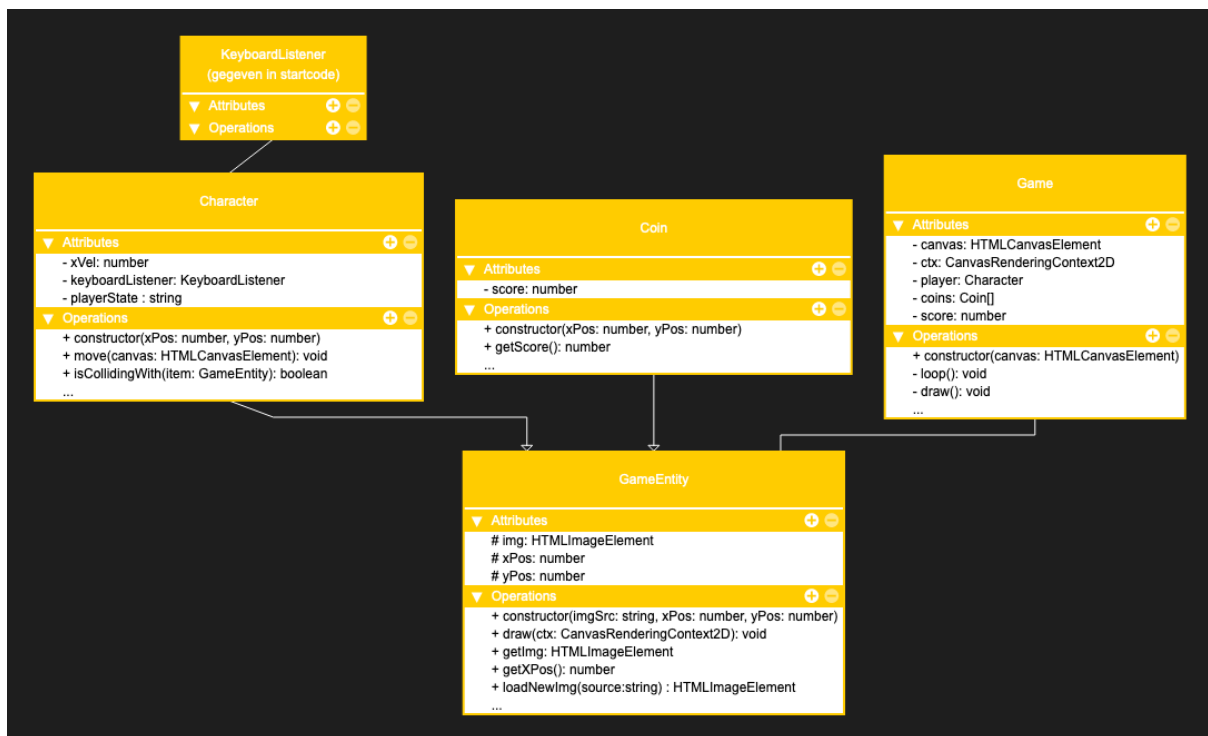 KeyboardListener
(gegeven in startcode)
Attributes
Operations
Character
Attributes
- xVel: number
- keyboardListener: KeyboardListener
- playerState : string
Operations
+ constructor(xPos: number, yPos: number)
+ move(canvas: HTMLCanvasElement): void
+ isCollidingWith(item: GameEntity): boolean
...
Coin
Attributes
- score: number
Operations
+ constructor(xPos: number, yPos: number)
+ getScore(): number
...
Game
Attributes
- canvas: HTMLCanvasElement
- ctx: CanvasRenderingContext2D
- player: Character
- coins: Coin[]
- score: number
Operations
+ constructor(canvas: HTMLCanvasElement)
- loop(): void
- draw(): void
...
GameEntity
Attributes
# img: HTMLImageElement
# xPos: number
# yPos: number
Operations
+ constructor(imgSrc: string, xPos: number, yPos: number)
+ draw(ctx: CanvasRenderingContext2D): void
+ getImg: HTMLImageElement
+ getXPos(): number
+ loadNewImg(source:string) : HTMLImageElement
...